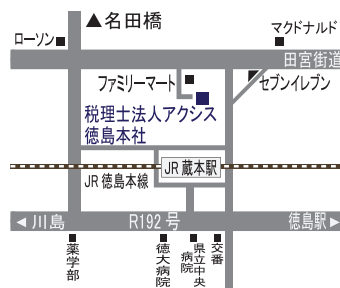 ▲名田橋
ローソン
マクドナルド
田宮街道
ファミリーマート
セブンイレブン
税理士法人アクシス
徳島本社
JR 蔵本駅
JR 徳島本線
◀川島
R192 号
徳島駅▶
薬学部
徳大病院
県立中央
病院
交番